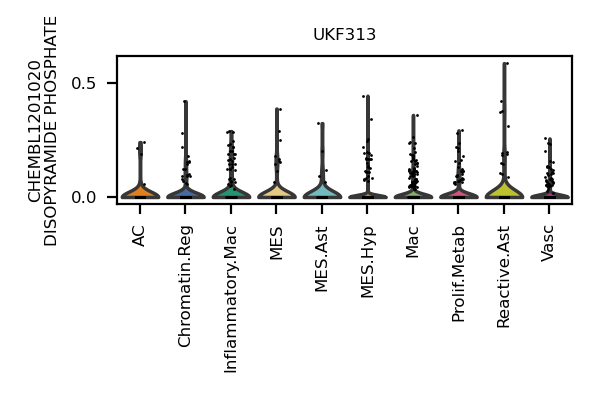 UKF313
CHEMBL1201020
DISOPYRAMIDE PHOSPHATE
0.5
0.0
AC
Chromatin.Reg
Inflammatory.Mac
MES
MES.Ast
MES.Hyp
Mac
Prolif.Metab
Reactive.Ast
Vasc